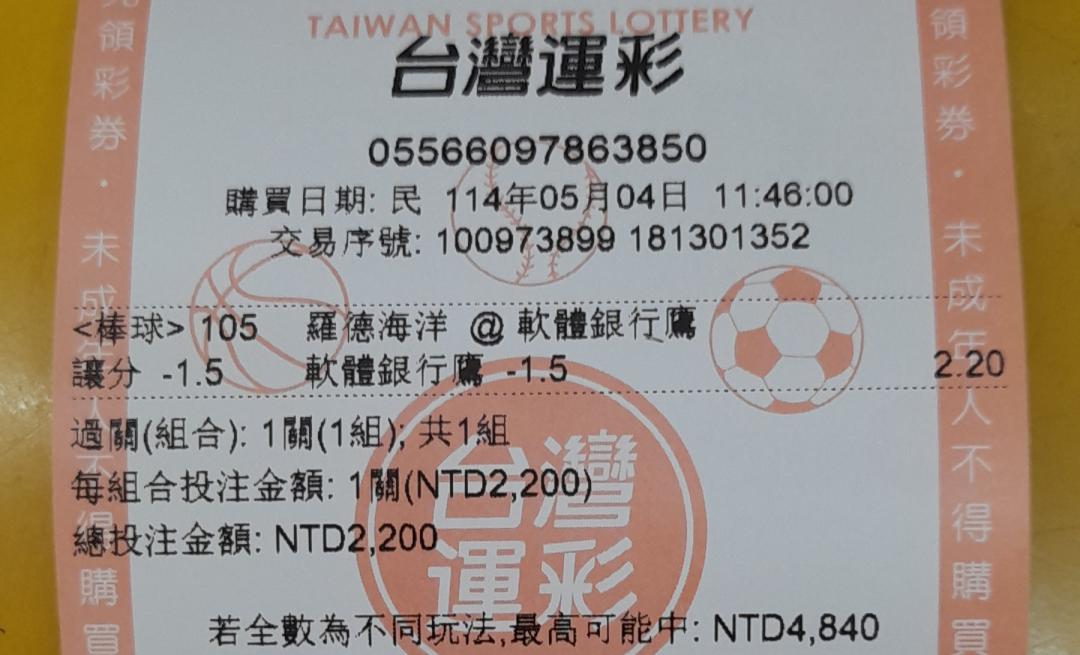 TAIWAN SPORTS LOTTERY
台灣運彩
05566097863850
購買日期: 民 114年05月04日 11:46:00
交易序號: 100973899 181301352
<棒球> 105 羅德海洋 @ 軟體銀行鷹
讓分 -1.5 軟體銀行鷹 -1.5 2.20
過關(組合): 1關(1組); 共1組
每組合投注金額: 1關(NTD2,200)
總投注金額: NTD2,200
台灣
運彩
若全數為不同玩法,最高可能中: NTD4,840
領彩券・未成年人不得購買
領彩券・未成年人不得購買